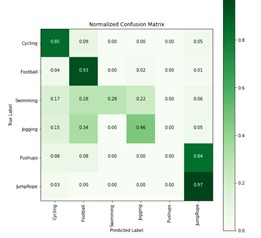 Normalized Confusion Matrix
Cycling 0.85 0.09 0.00 0.00 0.00 0.05
Football 0.04 0.93 0.00 0.02 0.00 0.01
Swimming 0.17 0.28 0.28 0.22 0.00 0.06
Jogging 0.15 0.34 0.00 0.46 0.00 0.05
Pushups 0.08 0.08 0.00 0.00 0.00 0.84
JumpRope 0.03 0.00 0.00 0.00 0.00 0.97
True Label
Cycling Football Swimming Jogging Pushups JumpRope
Predicted Label
0.8
0.6
0.4
0.2
0.0